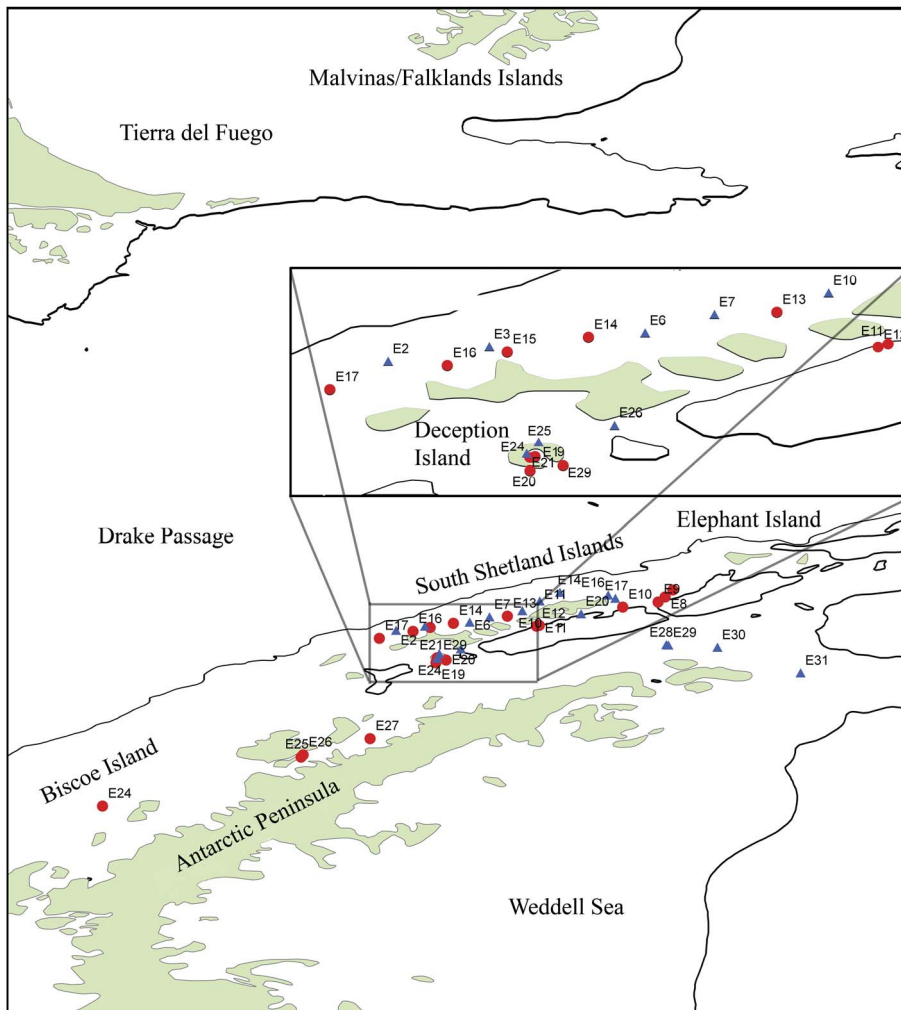 Malvinas/Falklands Islands
Tierra del Fuego
E10
E13
E7
E6
E14
E11
E3
E15
E2
E16
E17
E26
Deception
Island
E25
E24
E19
E21
E29
E20
Elephant Island
Drake Passage
South Shetland Islands
E14
E16
E17
E9
E11
E10
E8
E7
E13
E20
E14
E12
E16
E6
E10
E11
E17
E2
E21
E29
E20
E24
E19
E28
E29
E30
E31
E27
E25
E26
Biscoe Island
E24
Antarctic Peninsula
Weddell Sea